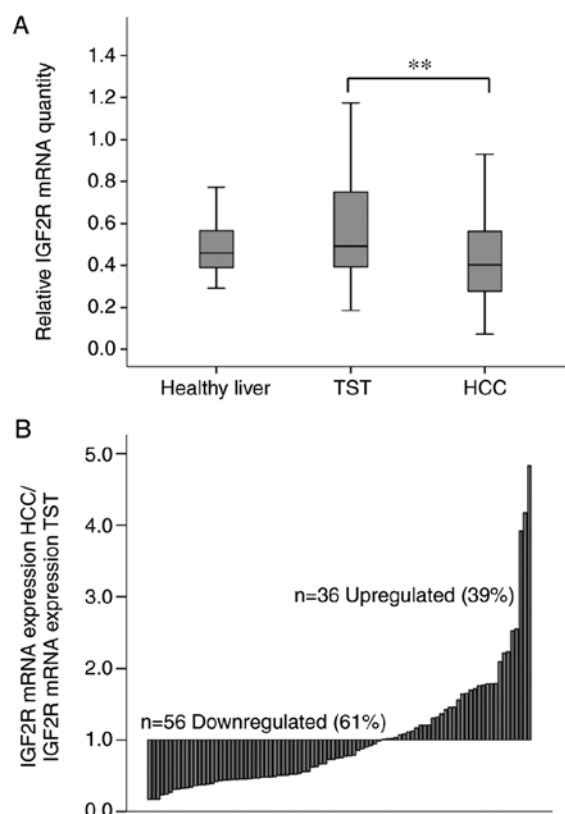 A
Relative IGF2R mRNA quantity
1.4
1.2
1.0
0.8
0.6
0.4
0.2
0.0
**
Healthy liver TST HCC
B
IGF2R mRNA expression HCC/
IGF2R mRNA expression TST
5.0
4.0
3.0
2.0
1.0
0.0
n=36 Upregulated (39%)
n=56 Downregulated (61%)